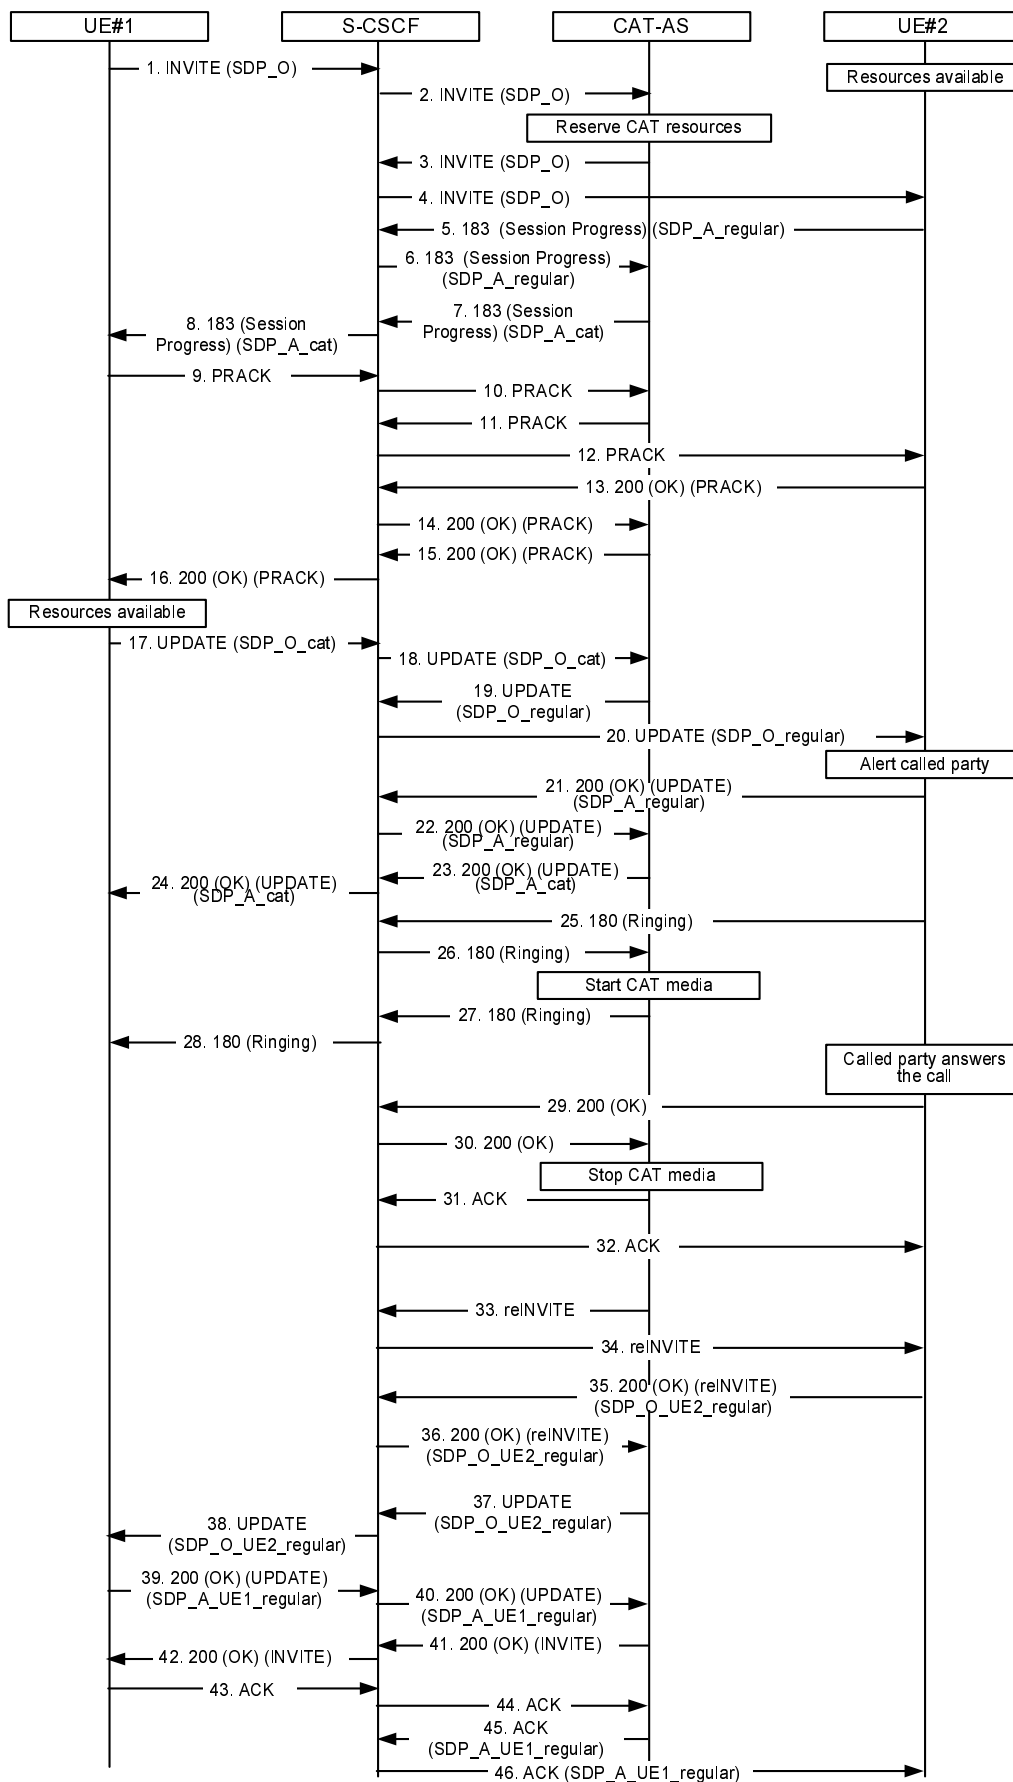 UE#1
S-CSCF
CAT-AS
UE#2
1. INVITE (SDP_O)
Resources available
2. INVITE (SDP_O)
Reserve CAT resources
3. INVITE (SDP_O)
4. INVITE (SDP_O)
5. 183 (Session Progress) (SDP_A_regular)
6. 183 (Session Progress)
(SDP_A_regular)
7. 183 (Session
Progress) (SDP_A_cat)
8. 183 (Session
Progress) (SDP_A_cat)
9. PRACK
10. PRACK
11. PRACK
12. PRACK
13. 200 (OK) (PRACK)
14. 200 (OK) (PRACK)
15. 200 (OK) (PRACK)
16. 200 (OK) (PRACK)
Resources available
17. UPDATE (SDP_O_cat)
18. UPDATE (SDP_O_cat)
19. UPDATE
(SDP_O_regular)
20. UPDATE (SDP_O_regular)
Alert called party
21. 200 (OK) (UPDATE)
(SDP_A_regular)
22. 200 (OK) (UPDATE)
(SDP_A_regular)
23. 200 (OK) (UPDATE)
(SDP_A_cat)
24. 200 (OK) (UPDATE)
(SDP_A_cat)
25. 180 (Ringing)
26. 180 (Ringing)
Start CAT media
27. 180 (Ringing)
28. 180 (Ringing)
Called party answers
the call
29. 200 (OK)
30. 200 (OK)
Stop CAT media
31. ACK
32. ACK
33. reINVITE
34. reINVITE
35. 200 (OK) (reINVITE)
(SDP_O_UE2_regular)
36. 200 (OK) (reINVITE)
(SDP_O_UE2_regular)
37. UPDATE
(SDP_O_UE2_regular)
38. UPDATE
(SDP_O_UE2_regular)
39. 200 (OK) (UPDATE)
(SDP_A_UE1_regular)
40. 200 (OK) (UPDATE)
(SDP_A_UE1_regular)
41. 200 (OK) (INVITE)
42. 200 (OK) (INVITE)
43. ACK
44. ACK
45. ACK
(SDP_A_UE1_regular)
46. ACK (SDP_A_UE1_regular)